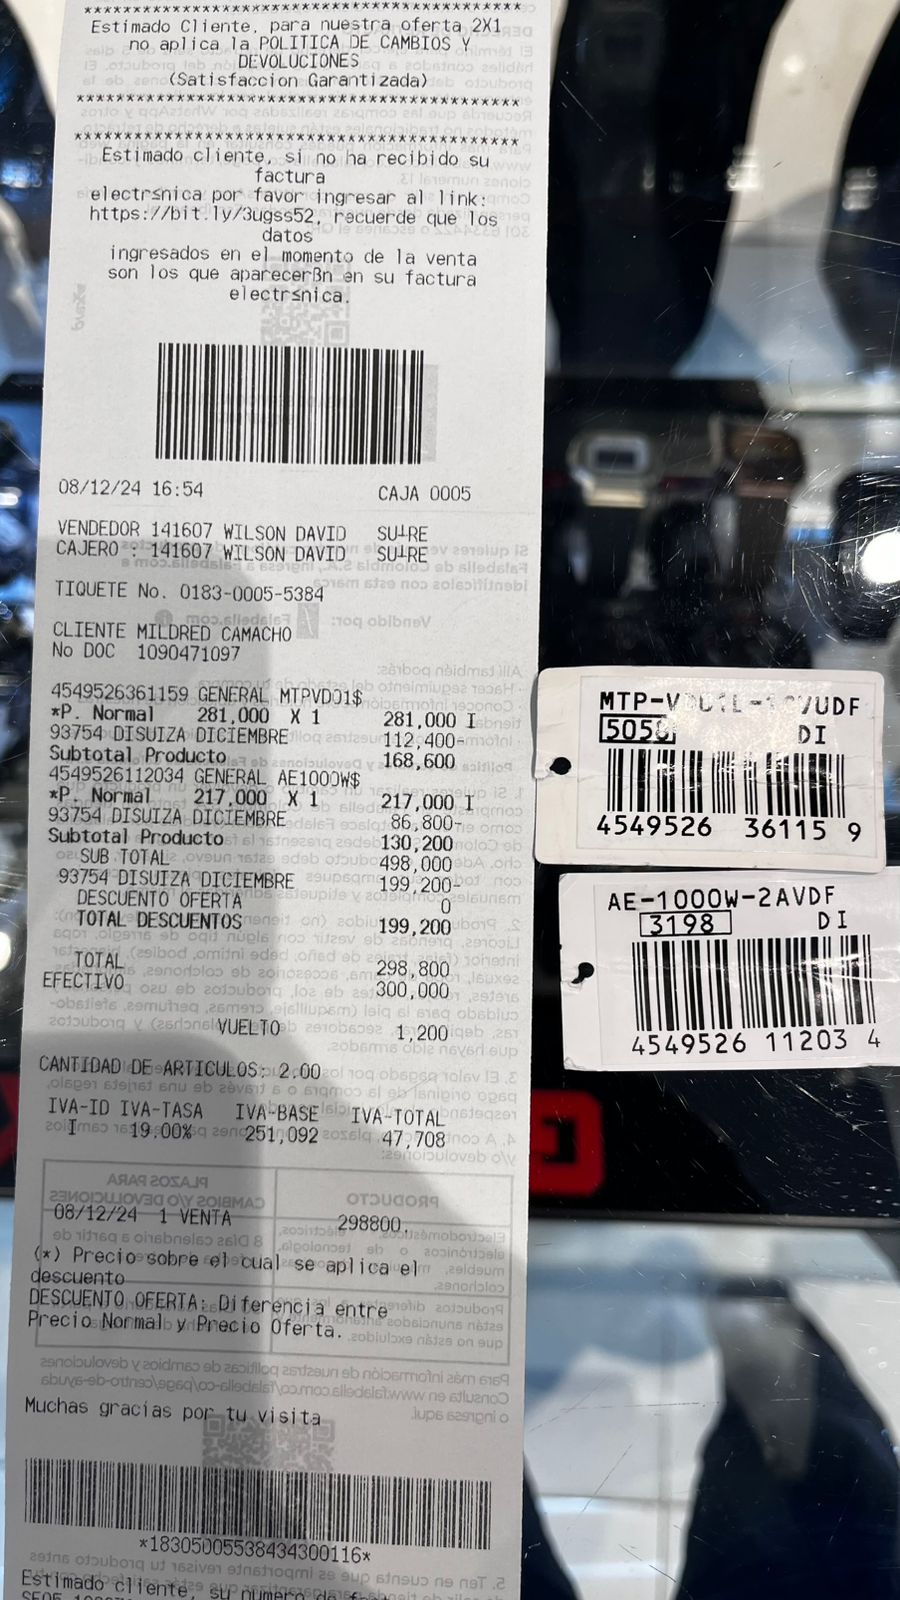 ***************************************************
Estimado Cliente, para nuestra oferta 2X1
no aplica la POLITICA DE CAMBIOS Y
DEVOLUCIONES
(Satisfaccion Garantizada)
***************************************************
***************************************************
Estimado cliente, si no ha recibido su
factura
electr≤nica por favor ingresar al link:
https://bit.ly/3ugss52, recuerde que los
datos
ingresados en el momento de la venta
son los que aparecerßn en su factura
electr≤nica.
08/12/24 16:54 CAJA 0005
VENDEDOR 141607 WILSON DAVID SU┴RE
CAJERO : 141607 WILSON DAVID SU┴RE
TIQUETE No. 0183-0005-5384
CLIENTE MILDRED CAMACHO
No DOC 1090471097
4549526361159 GENERAL MTPVD01$
*P. Normal 281,000 X 1 281,000 I
93754 DISUIZA DICIEMBRE 112,400-
Subtotal Producto 168,600
4549526112034 GENERAL AE1000W$
*P. Normal 217,000 X 1 217,000 I
93754 DISUIZA DICIEMBRE 86,800-
Subtotal Producto 130,200
SUB TOTAL 498,000
93754 DISUIZA DICIEMBRE 199,200-
DESCUENTO OFERTA 0
TOTAL DESCUENTOS 199,200
TOTAL 298,800
EFECTIVO 300,000
VUELTO 1,200
CANTIDAD DE ARTICULOS: 2.00
IVA-ID IVA-TASA IVA-BASE IVA-TOTAL
I 19.00% 251,092 47,708
08/12/24 1 VENTA 298800.
(*) Precio sobre el cual se aplica el
descuento
DESCUENTO OFERTA: Diferencia entre
Precio Normal y Precio Oferta.
Muchas gracias por tu visita
*183050055384343001​16*
Estimado cliente, su numero de
DI
4549526 36115 9
AE-1000W-2AVDF
3198 DI
4549526 11203 4